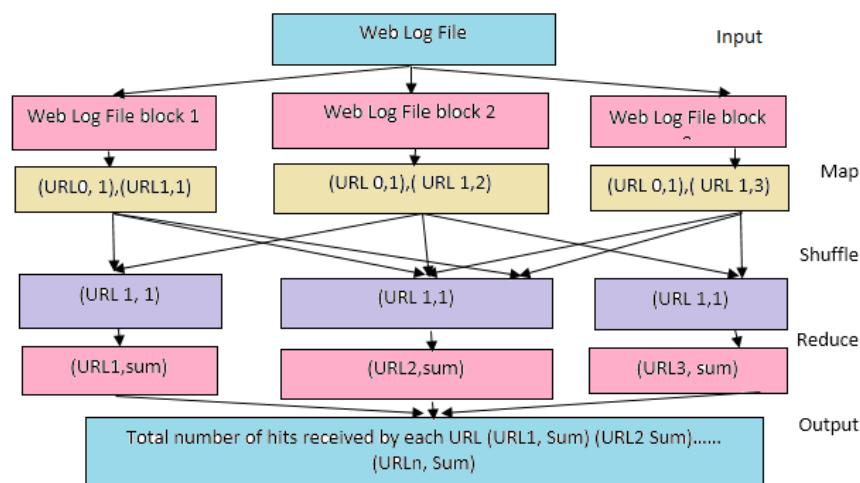 Web Log File
Input
Web Log File block 1
Web Log File block 2
Web Log File block
(URL0, 1),(URL1,1)
(URL 0,1),( URL 1,2)
(URL 0,1),( URL 1,3)
Map
Shuffle
(URL 1, 1)
(URL 1,1)
(URL 1,1)
Reduce
(URL1,sum)
(URL2,sum)
(URL3, sum)
Output
Total number of hits received by each URL (URL1, Sum) (URL2 Sum)......
(URLn, Sum)